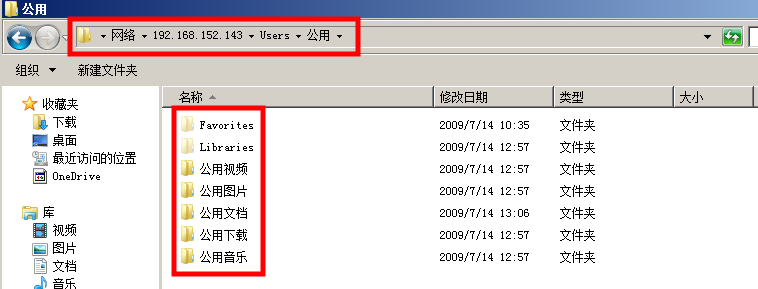 公用
网络 192.168.152.143 Users 公用
组织 新建文件夹
名称 修改日期 类型 大小
收藏夹
下载
桌面
最近访问的位置
OneDrive
库
视频
图片
文档
音乐
Favorites 2009/7/14 10:35 文件夹
Libraries 2009/7/14 12:57 文件夹
公用视频 2009/7/14 12:57 文件夹
公用图片 2009/7/14 12:57 文件夹
公用文档 2009/7/14 13:06 文件夹
公用下载 2009/7/14 12:57 文件夹
公用音乐 2009/7/14 12:57 文件夹